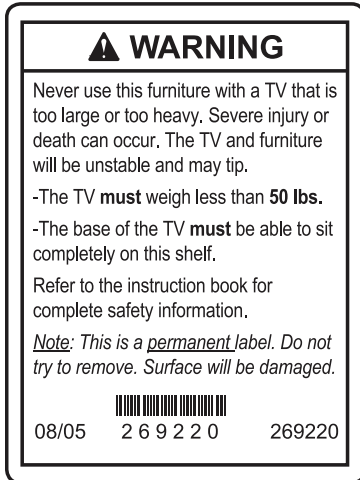 ⚠ WARNING
Never use this furniture with a TV that is
too large or too heavy. Severe injury or
death can occur. The TV and furniture
will be unstable and may tip.
-The TV must weigh less than 50 lbs.
-The base of the TV must be able to sit
completely on this shelf.
Refer to the instruction book for
complete safety information.
Note: This is a permanent label. Do not
try to remove. Surface will be damaged.
08/05 269220 269220